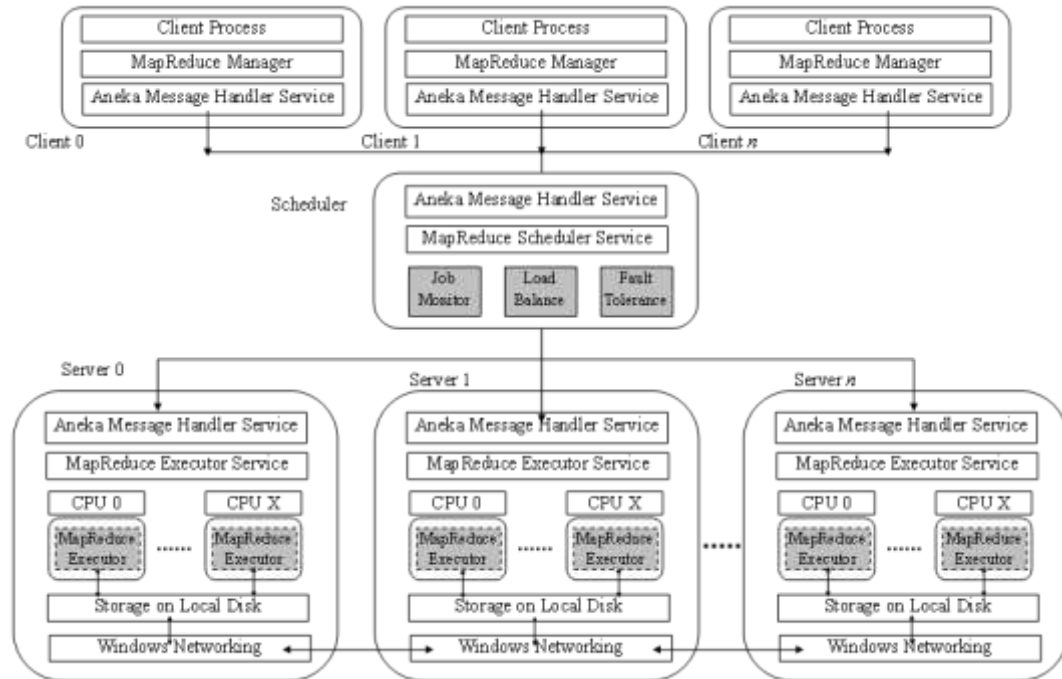 Client Process
MapReduce Manager
Aneka Message Handler Service
Client 0
Client Process
MapReduce Manager
Aneka Message Handler Service
Client 1
Client Process
MapReduce Manager
Aneka Message Handler Service
Client n
Scheduler
Aneka Message Handler Service
MapReduce Scheduler Service
Job
Monitor
Load
Balance
Fault
Tolerance
Server 0
Aneka Message Handler Service
MapReduce Executor Service
CPU 0
CPU X
MapReduce
Executor
......
MapReduce
Executor
Storage on Local Disk
Windows Networking
Server 1
Aneka Message Handler Service
MapReduce Executor Service
CPU 0
CPU X
MapReduce
Executor
......
MapReduce
Executor
Storage on Local Disk
Windows Networking
......
Server n
Aneka Message Handler Service
MapReduce Executor Service
CPU 0
CPU X
MapReduce
Executor
......
MapReduce
Executor
Storage on Local Disk
Windows Networking